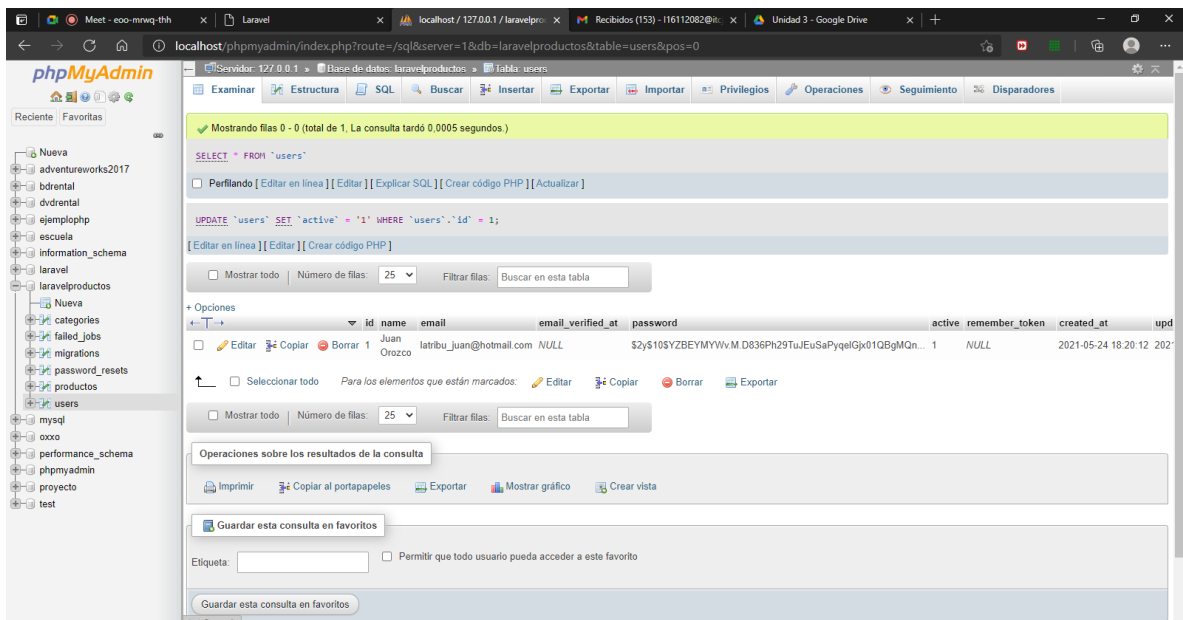 Meet - eoo-mrwq-thh
Laravel
localhost / 127.0.0.1 / laravelpro
Recibidos (153) - l16112082@itc
Unidad 3 - Google Drive
localhost/phpmyadmin/index.php?route=/sql&server=1&db=laravelproductos&table=users&pos=0
phpMyAdmin
Reciente Favoritas
Nueva
adventureworks2017
bdrental
dvdrental
ejemplophp
escuela
information_schema
laravel
laravelproductos
Nueva
categories
failed_jobs
migrations
password_resets
productos
users
mysql
oxxo
performance_schema
phpmyadmin
proyecto
test
Servidor: 127.0.0.1 » Base de datos: laravelproductos » Tabla: users
Examinar Estructura SQL Buscar Insertar Exportar Importar Privilegios Operaciones Seguimiento Disparadores
Mostrando filas 0 - 0 (total de 1, La consulta tardó 0,0005 segundos.)
SELECT * FROM `users`
Perfilando [ Editar en línea ] [ Editar ] [ Explicar SQL ] [ Crear código PHP ] [ Actualizar ]
UPDATE `users` SET `active` = '1' WHERE `users`.`id` = 1;
[ Editar en línea ] [ Editar ] [ Crear código PHP ]
Mostrar todo | Número de filas: 25 Filtrar filas: Buscar en esta tabla
+ Opciones
←T→ id name email email_verified_at password active remember_token created_at upd
Editar Copiar Borrar 1 Juan Orozco latribu_juan@hotmail.com NULL $2y$10$YZBEYMYWv.M.D836Ph29TuJEuSaPyqelGjx01QBgMQn... 1 NULL 2021-05-24 18:20:12 202
Seleccionar todo Para los elementos que están marcados: Editar Copiar Borrar Exportar
Mostrar todo | Número de filas: 25 Filtrar filas: Buscar en esta tabla
Operaciones sobre los resultados de la consulta
Imprimir Copiar al portapapeles Exportar Mostrar gráfico Crear vista
Guardar esta consulta en favoritos
Etiqueta: Permitir que todo usuario pueda acceder a este favorito
Guardar esta consulta en favoritos